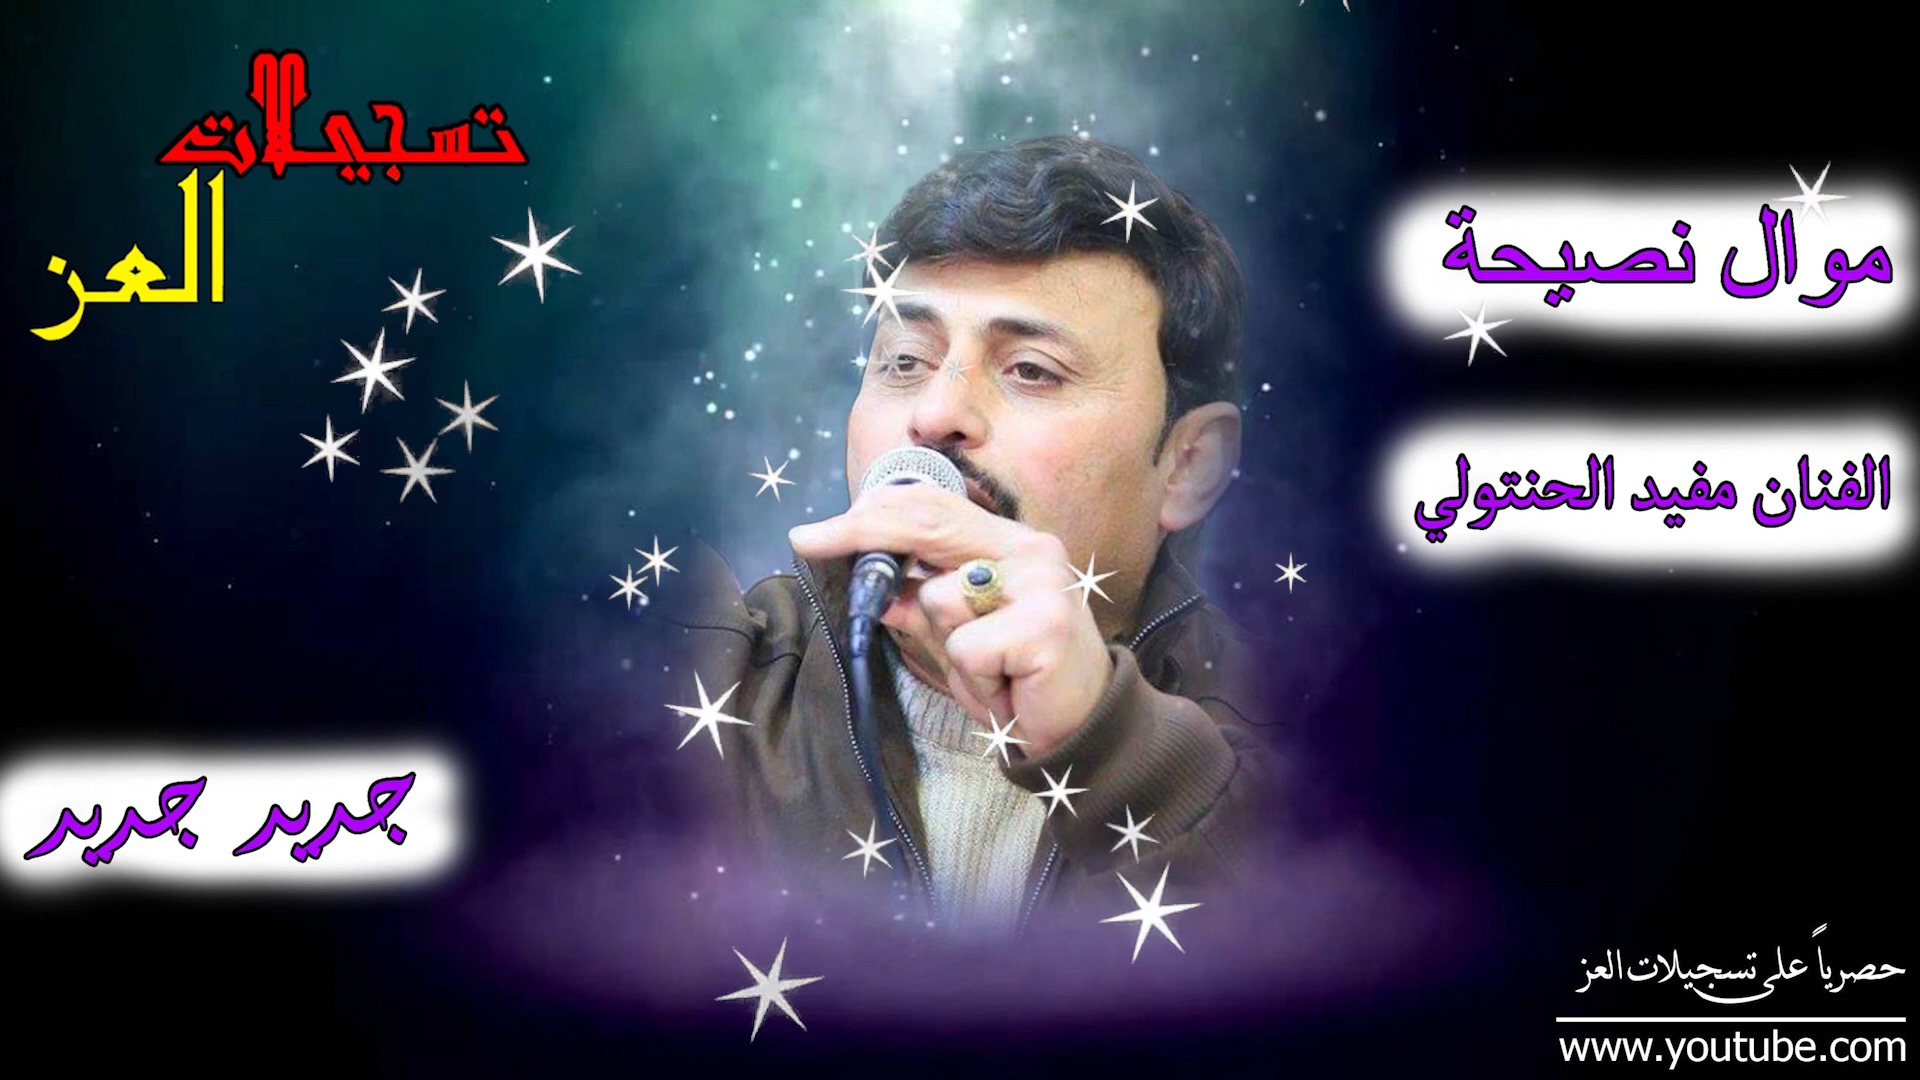 تسجيلات
العز
موال نصيحة
الفنان مفيد الحنتولي
جديد جديد
حصرياً على تسجيلات العز
www.youtube.com